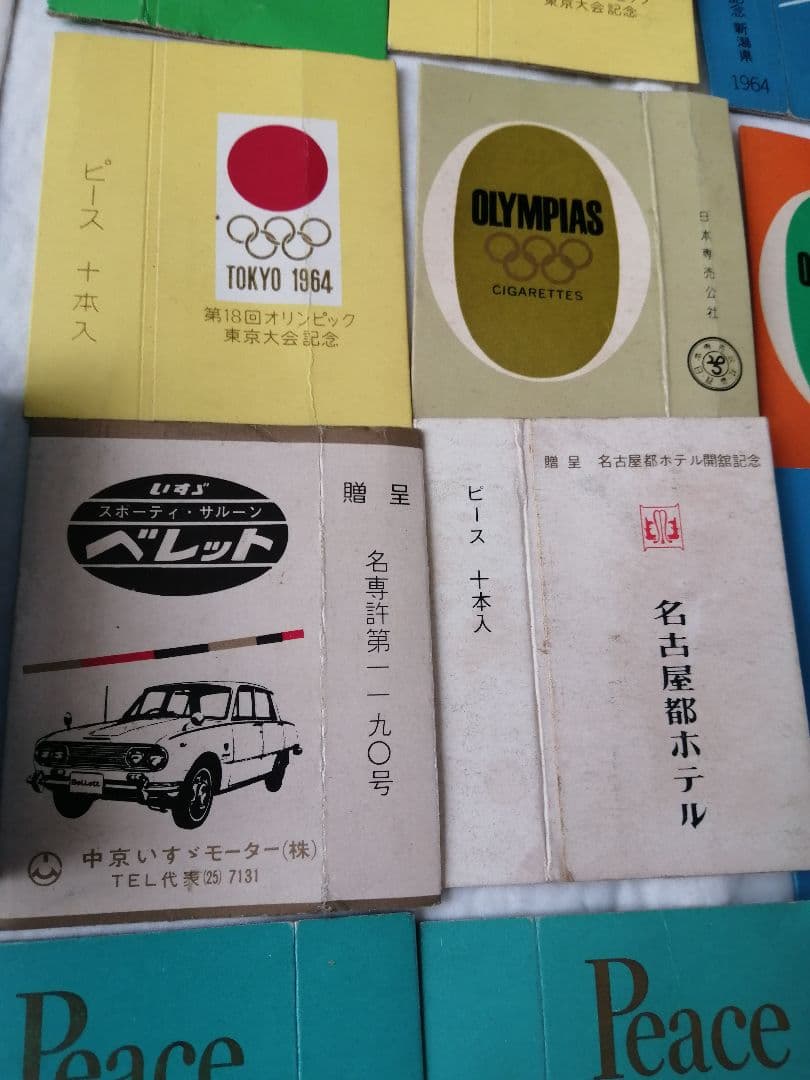 東京大会記念
記念 新潟県
1964
ピース 十本入
TOKYO 1964
第18回オリンピック
東京大会記念
OLYMPIAS
CIGARETTES
日本専売公社
いすゞ
スポーティ・サルーン
ベレット
贈呈
名専許第一一九〇号
Bellett
中京いすゞモーター(株)
TEL代表(25)7131
贈呈 名古屋都ホテル開舘記念
ピース 十本入
名古屋都ホテル
Peace
Peace